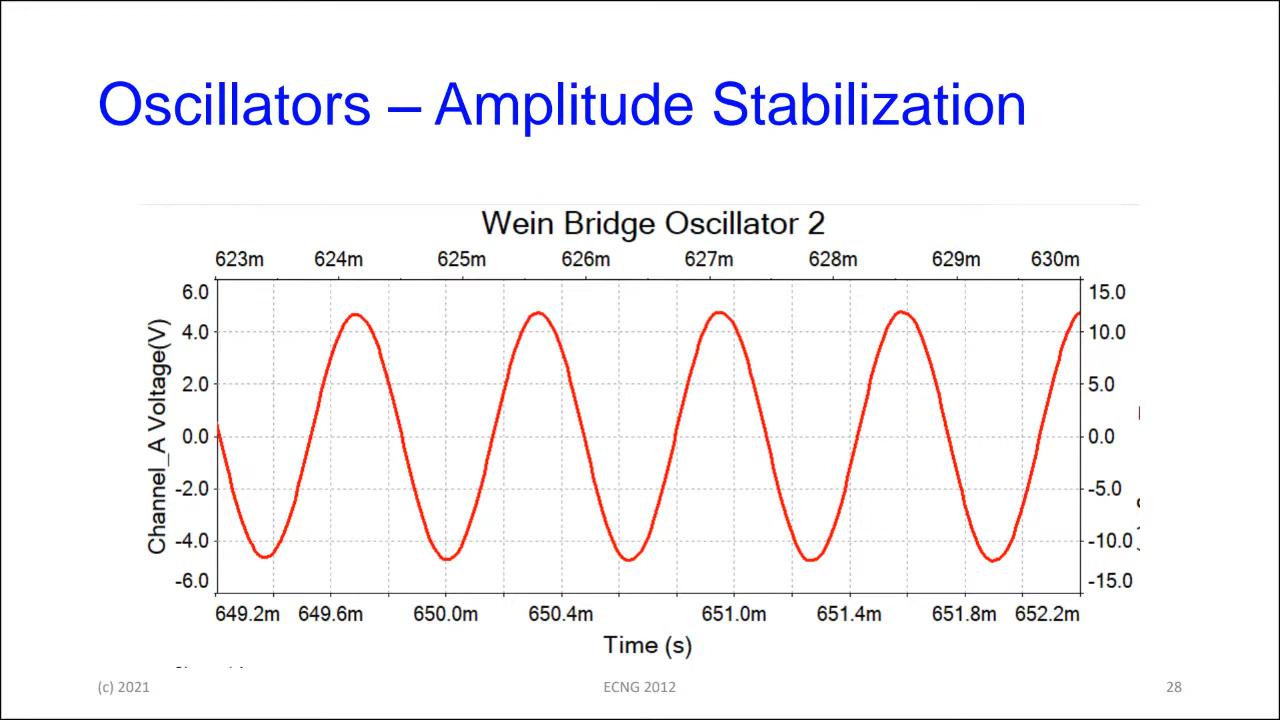 Oscillators – Amplitude Stabilization
Wein Bridge Oscillator 2
623m 624m 625m 626m 627m 628m 629m 630m
6.0 15.0
4.0 10.0
2.0 5.0
0.0 0.0
-2.0 -5.0
-4.0 -10.0
-6.0 -15.0
Channel_A Voltage(V)
649.2m 649.6m 650.0m 650.4m 651.0m 651.4m 651.8m 652.2m
Time (s)
(c) 2021 ECNG 2012 28